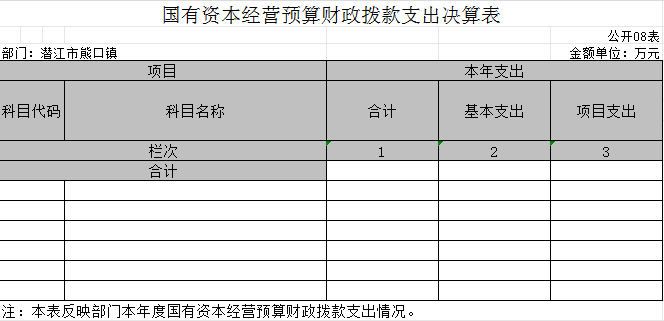 国有资本经营预算财政拨款支出决算表
公开08表
部门：潜江市熊口镇 金额单位：万元
项目 本年支出
科目代码 科目名称 合计 基本支出 项目支出
栏次 1 2 3
合计
注：本表反映部门本年度国有资本经营预算财政拨款支出情况。